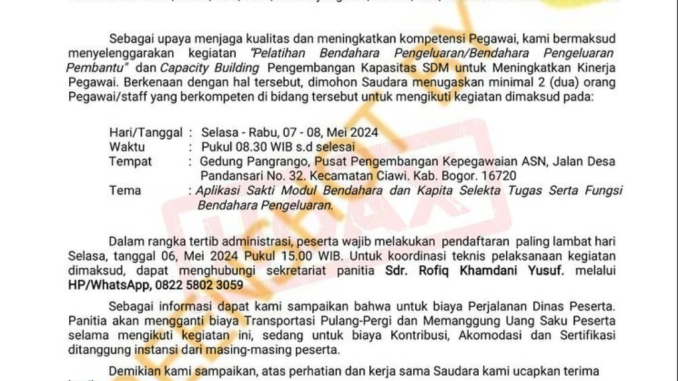 Sebagai upaya menjaga kualitas dan meningkatkan kompetensi Pegawai, kami bermaksud
menyelenggarakan kegiatan "Pelatihan Bendahara Pengeluaran/Bendahara Pengeluaran
Pembantu" dan Capacity Building Pengembangan Kapasitas SDM untuk Meningkatkan Kinerja
Pegawai. Berkenaan dengan hal tersebut, dimohon Saudara menugaskan minimal 2 (dua) orang
Pegawai/staff yang berkompeten di bidang tersebut untuk mengikuti kegiatan dimaksud pada:
Hari/Tanggal : Selasa - Rabu, 07 - 08, Mei 2024
Waktu : Pukul 08.30 WIB s.d selesai
Tempat : Gedung Pangrango, Pusat Pengembangan Kepegawaian ASN, Jalan Desa
Pandansari No. 32. Kecamatan Ciawi. Kab. Bogor. 16720
Tema : Aplikasi Sakti Modul Bendahara dan Kapita Selekta Tugas Serta Fungsi
Bendahara Pengeluaran.
Dalam rangka tertib administrasi, peserta wajib melakukan pendaftaran paling lambat hari
Selasa, tanggal 06, Mei 2024 Pukul 15.00 WIB. Untuk koordinasi teknis pelaksanaan kegiatan
dimaksud, dapat menghubungi sekretariat panitia Sdr. Rofiq Khamdani Yusuf. melalui
HP/WhatsApp, 0822 5802 3059
Sebagai informasi dapat kami sampaikan bahwa untuk biaya Perjalanan Dinas Peserta.
Panitia akan mengganti biaya Transportasi Pulang-Pergi dan Memanggung Uang Saku Peserta
selama mengikuti kegiatan ini, sedang untuk biaya Kontribusi, Akomodasi dan Sertifikasi
ditanggung instansi dari masing-masing peserta.
Demikian kami sampaikan, atas perhatian dan kerja sama Saudara kami ucapkan terima
HOAX
SCREENSHOT BY